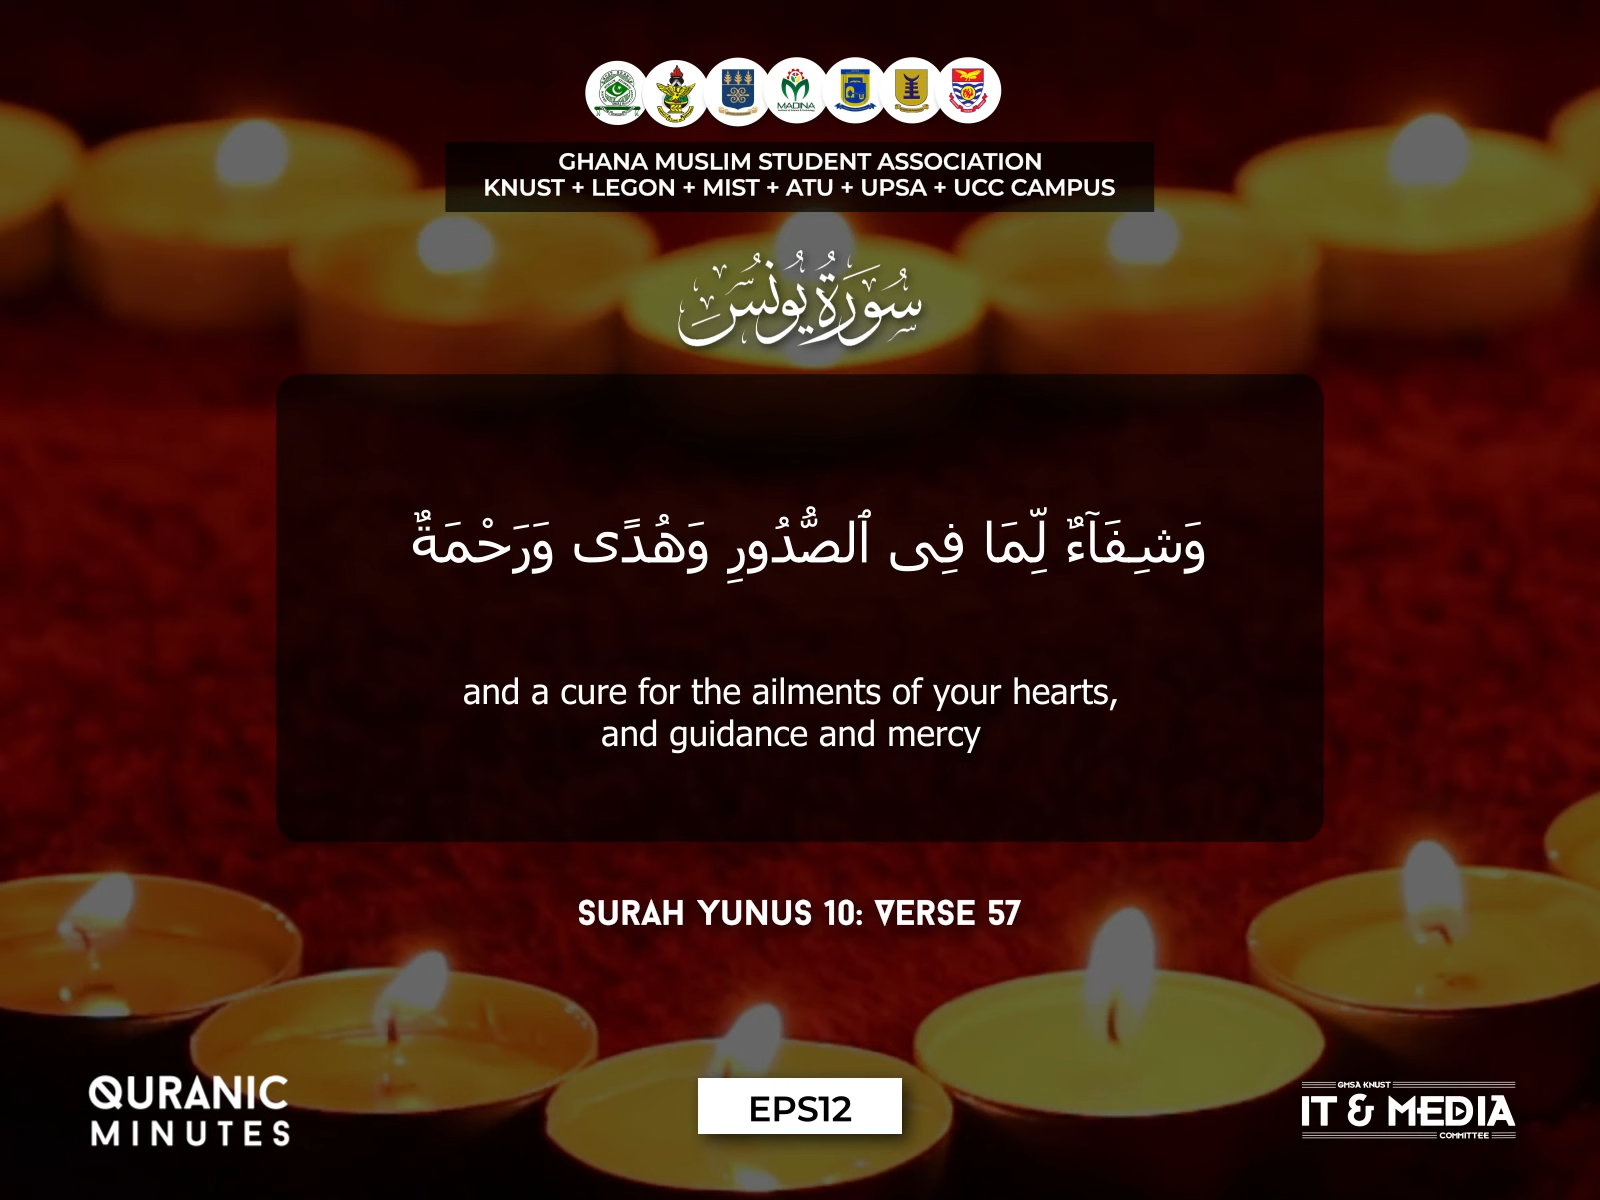 MADINA
GHANA MUSLIM STUDENT ASSOCIATION
KNUST + LEGON + MIST + ATU + UPSA + UCC CAMPUS
سُورَةُ يُونُسَ
وَشِفَآءٌ لِّمَا فِى ٱلصُّدُورِ وَهُدًى وَرَحْمَةٌ
and a cure for the ailments of your hearts,
and guidance and mercy
SURAH YUNUS 10: VERSE 57
QURANIC
MINUTES
EPS12
GMSA KNUST
IT & MEDIA
COMMITTEE